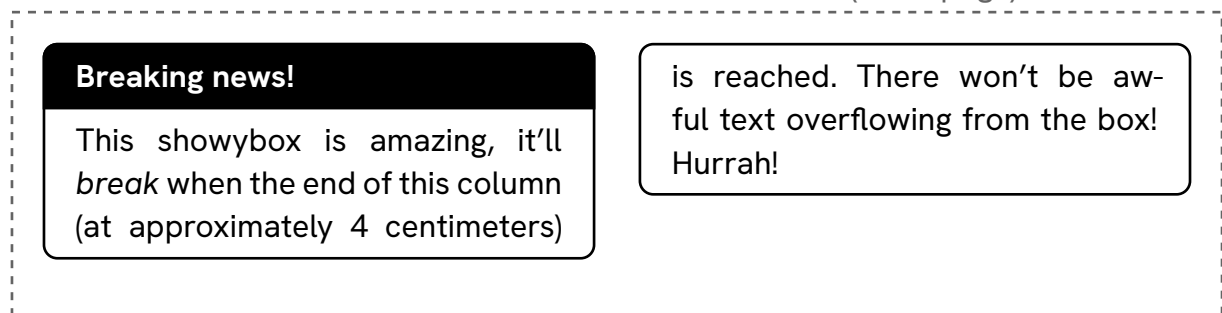 Breaking news!
This showybox is amazing, it’ll
break when the end of this column
(at approximately 4 centimeters)
is reached. There won’t be aw-
ful text overflowing from the box!
Hurrah!